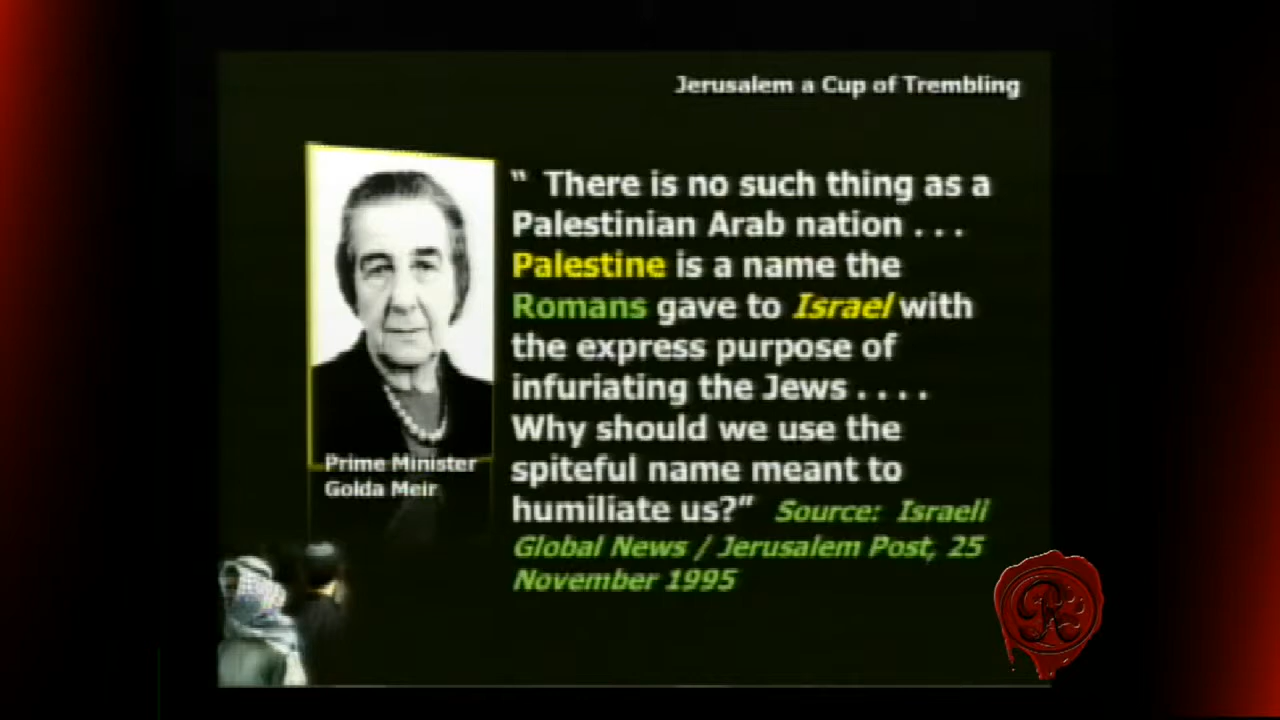 Jerusalem a Cup of Trembling
“ There is no such thing as a
Palestinian Arab nation . . .
Palestine is a name the
Romans gave to Israel with
the express purpose of
infuriating the Jews . . . .
Why should we use the
spiteful name meant to
humiliate us?” Source: Israeli
Global News / Jerusalem Post, 25
November 1995
Prime Minister
Golda Meir
R